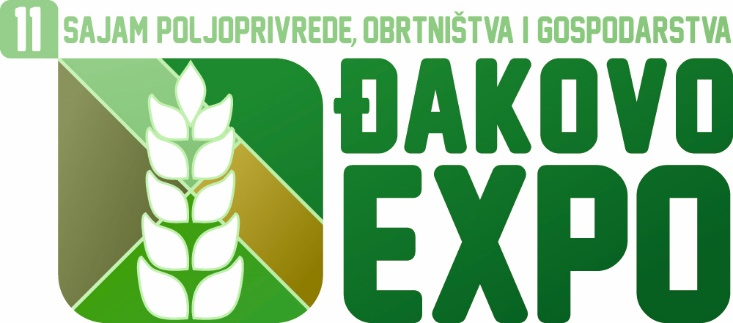 11 SAJAM POLJOPRIVREDE, OBRTNIŠTVA I GOSPODARSTVA
ĐAKOVO
EXPO